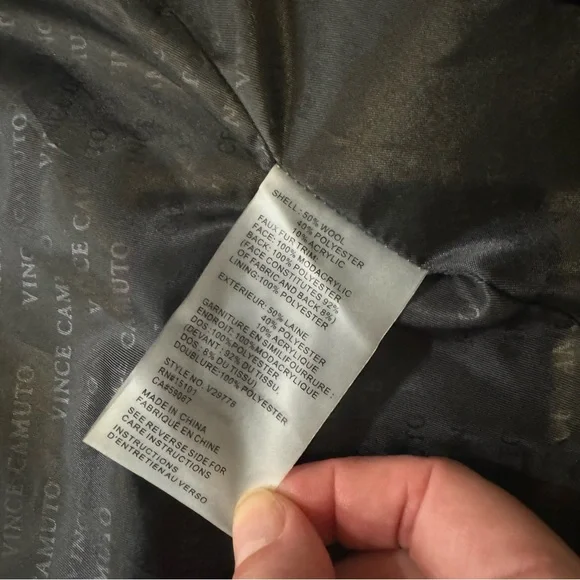 SHELL: 50% WOOL
40% POLYESTER
10% ACRYLIC
FAUX FUR TRIM:
FACE: 100% MODACRYLIC
BACK: 100% POLYESTER
(FACE CONSTITUTES 92%
OF FABRIC AND BACK 8%)
LINING:100% POLYESTER
EXTERIEUR: 50% LAINE
40% POLYESTER
10% ACRYLIQUE
GARNITURE EN SIMILIFOURRURE :
ENDROIT: 100%MODACRYLIQUE
DOS: 100%POLYESTER
(DEVANT: 92% DU TISSU.
DOS: 8% DU TISSU.
DOUBLURE:100% POLYESTER
STYLE NO: V29778
CA#59087
MADE IN CHINA
FABRIQUÉ EN CHINE
SEE REVERSE SIDE FOR
CARE INSTRUCTIONS
INSTRUCTIONS
D'ENTRETIEN AU VERSO
VINCE CAMUTO
VINCE CAMUTO
VINCE CAMUTO